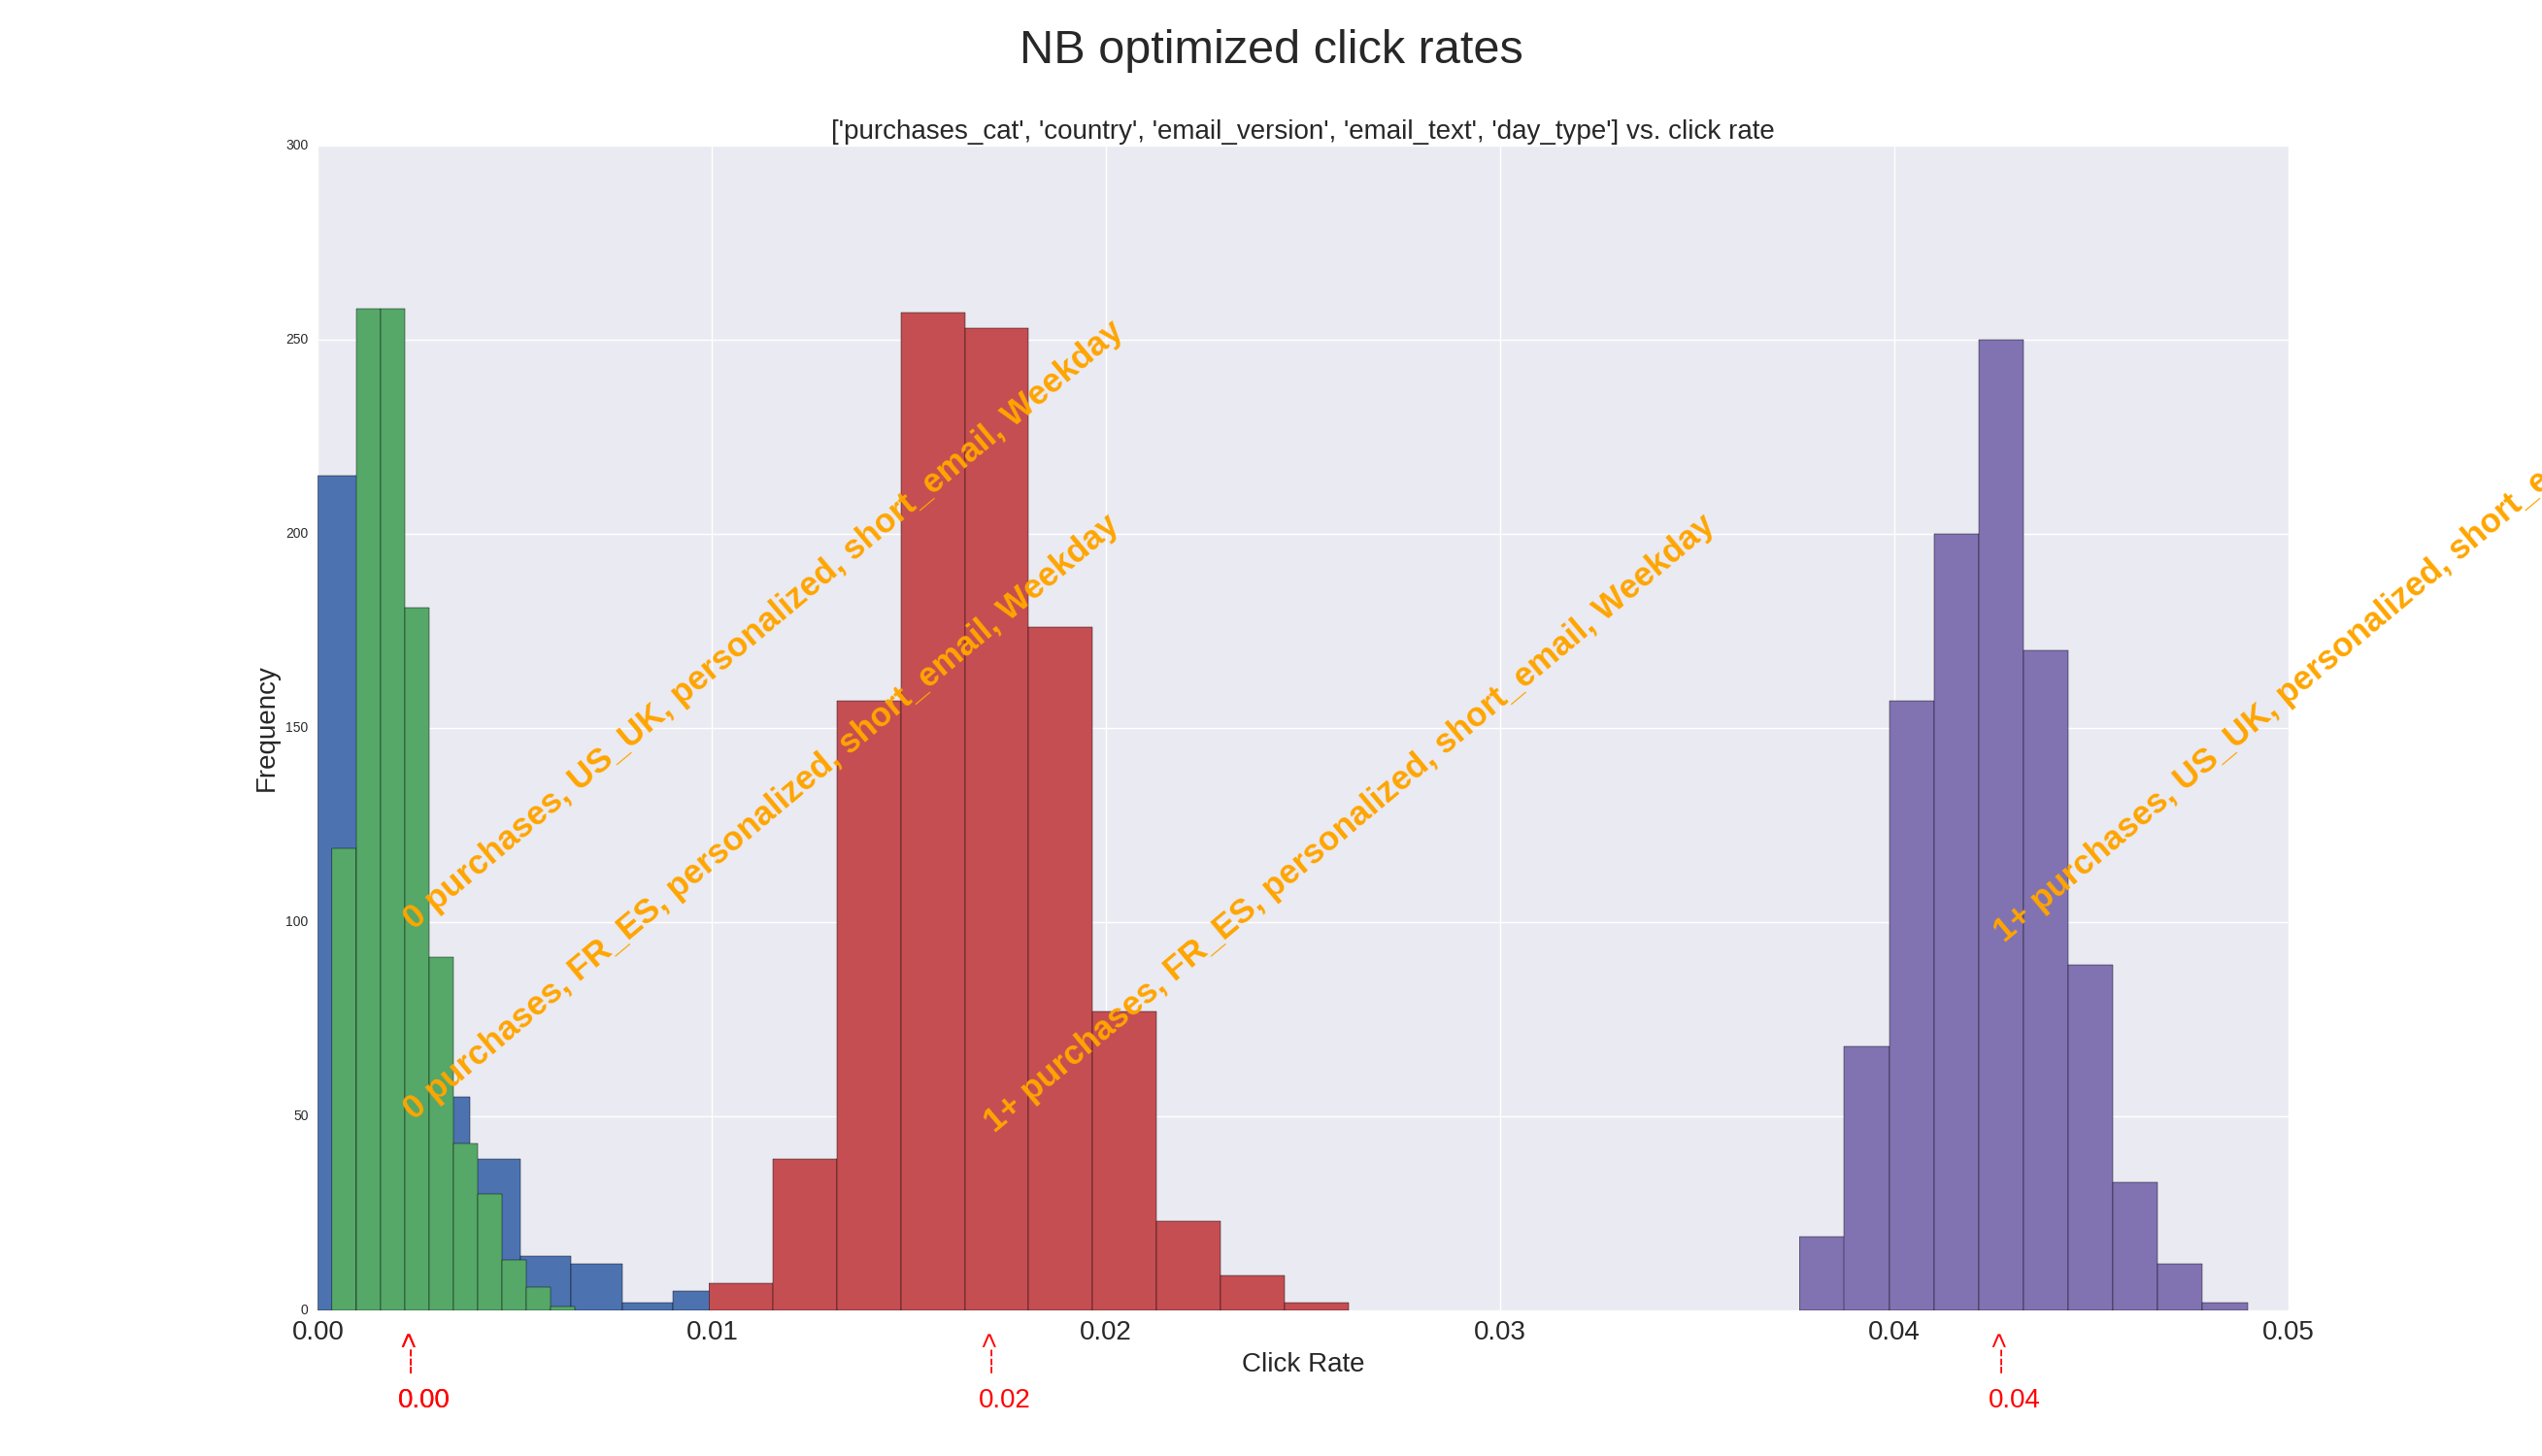 NB optimized click rates
['purchases_cat', 'country', 'email_version', 'email_text', 'day_type'] vs. click rate
300
250
200
150
100
50
0
Frequency
0 purchases, US_UK, personalized, short_email, Weekday
0 purchases, FR_ES, personalized, short_email, Weekday
1+ purchases, FR_ES, personalized, short_email, Weekday
1+ purchases, US_UK, personalized, short_e
0.00 0.01 0.02 0.03 0.04 0.05
Click Rate
0.00 0.02 0.04